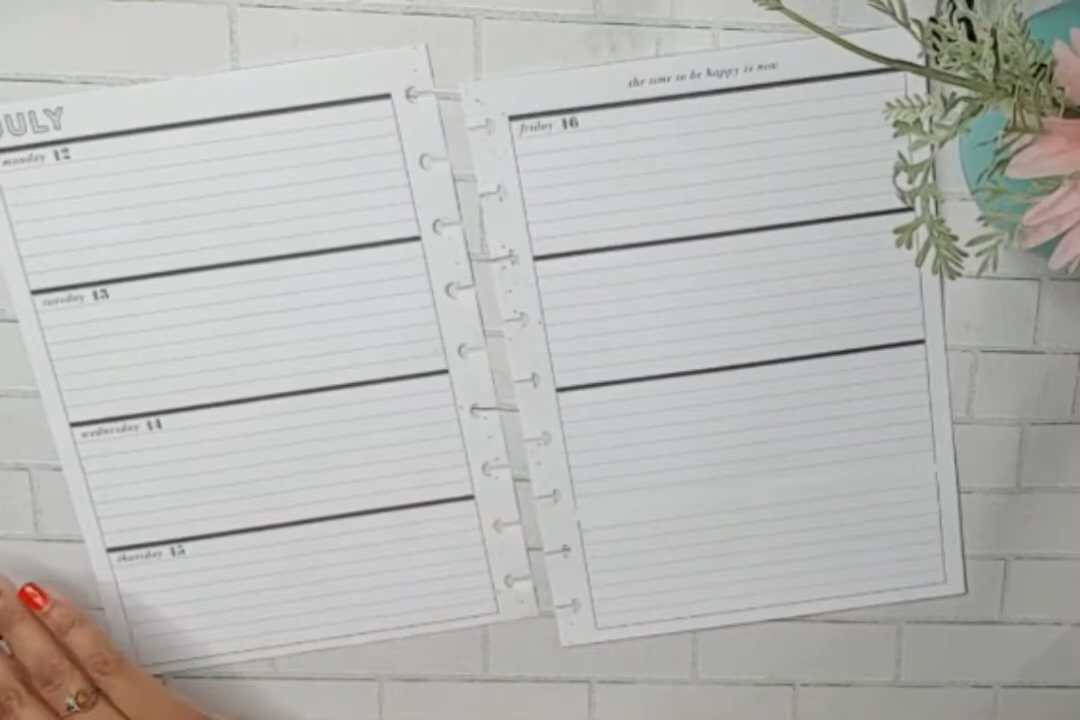 JULY
monday 12
tuesday 13
wednesday 14
thursday 15
the time to be happy is now
friday 16